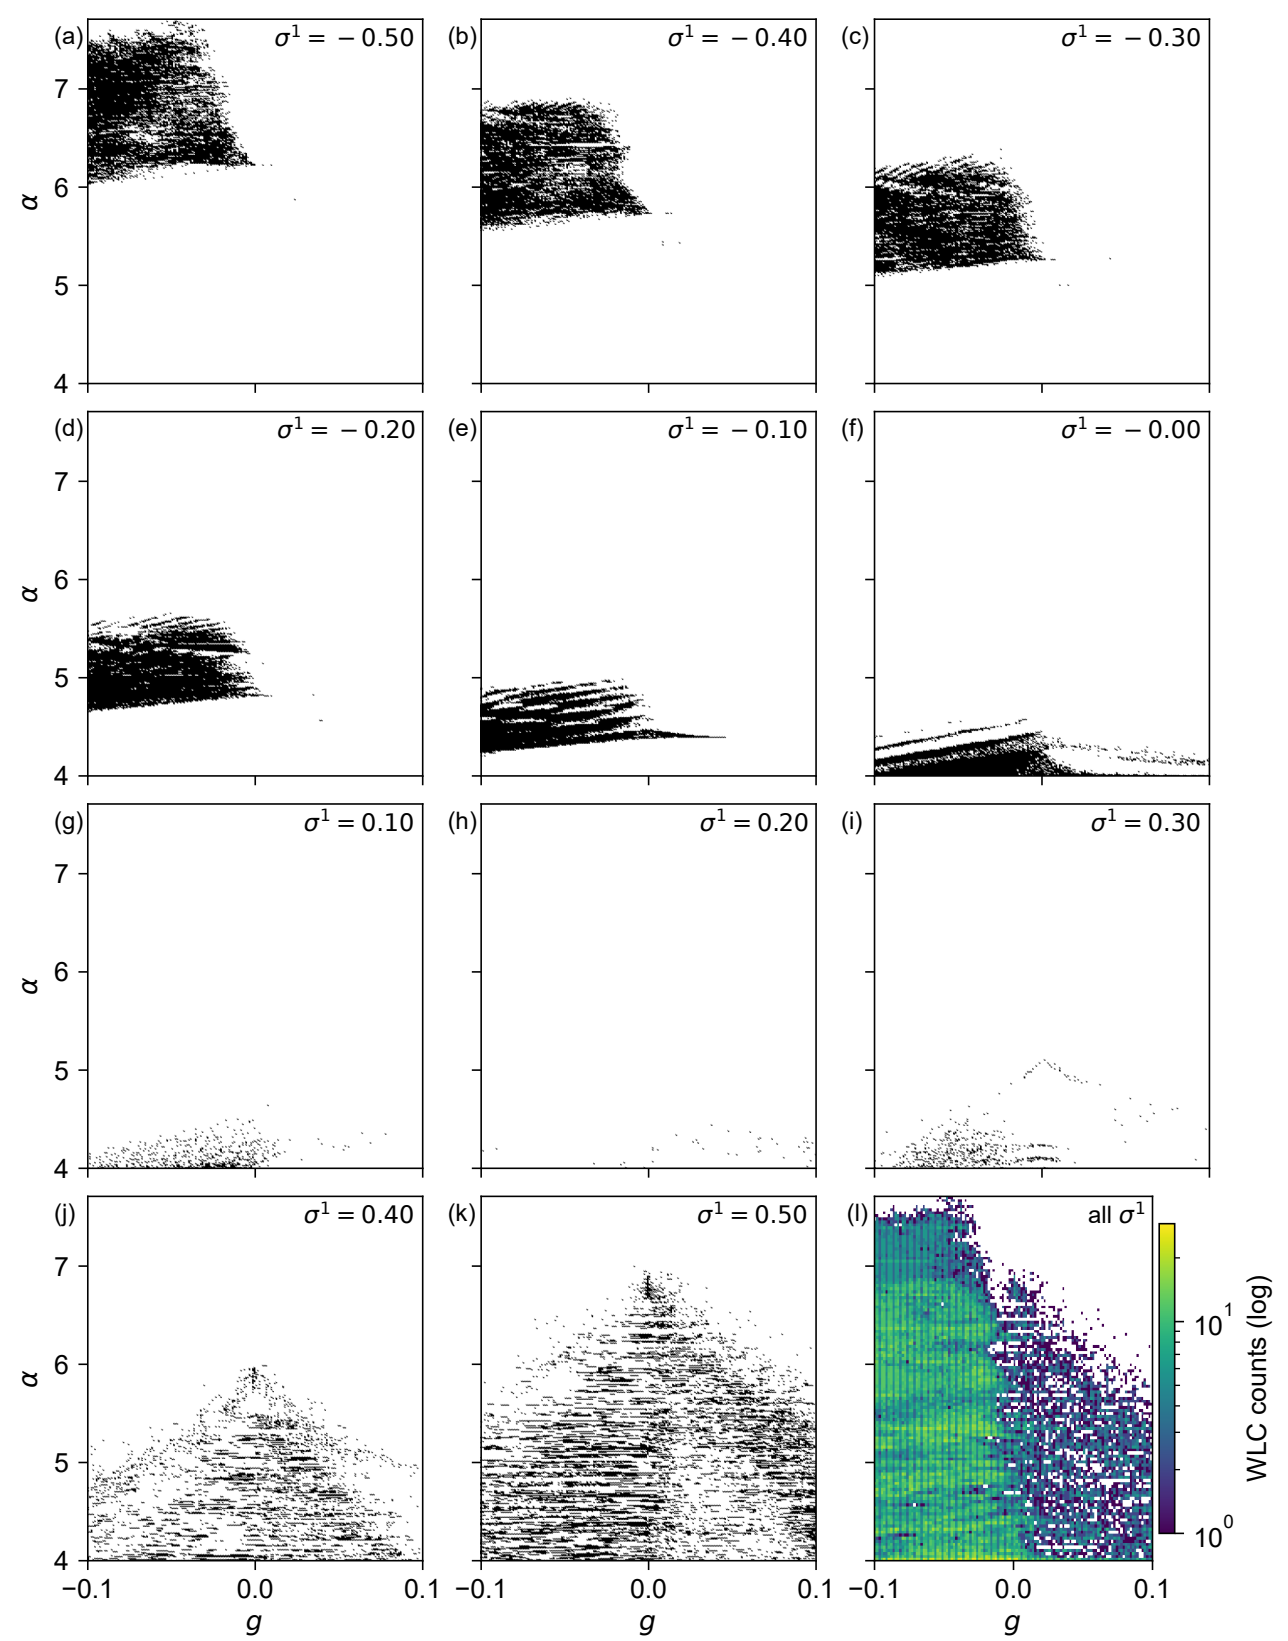 (a) σ¹ = −0.50 (b) σ¹ = −0.40 (c) σ¹ = −0.30
7
6
α
5
4
(d) σ¹ = −0.20 (e) σ¹ = −0.10 (f) σ¹ = −0.00
7
6
α
5
4
(g) σ¹ = 0.10 (h) σ¹ = 0.20 (i) σ¹ = 0.30
7
6
α
5
4
(j) σ¹ = 0.40 (k) σ¹ = 0.50 (l) all σ¹
7
6
α
5
4
10¹
10⁰
WLC counts (log)
−0.1 0.0 0.1 −0.1 0.0 0.1 −0.1 0.0 0.1
g g g